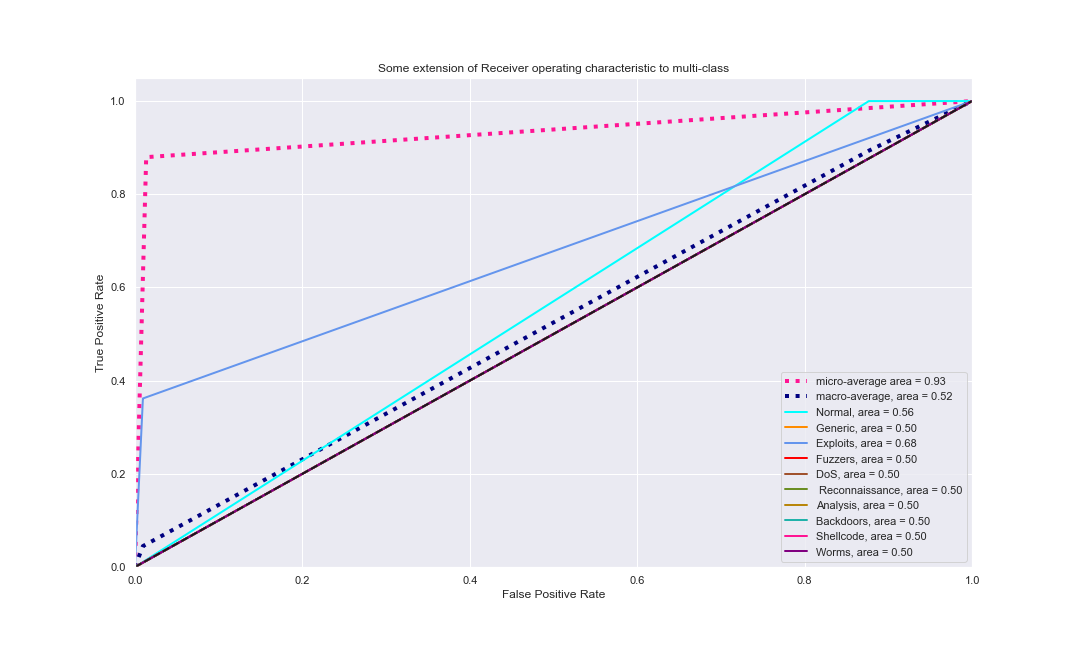 Some extension of Receiver operating characteristic to multi-class
True Positive Rate
1.0
0.8
0.6
0.4
0.2
0.0
0.0 0.2 0.4 0.6 0.8 1.0
False Positive Rate
micro-average area = 0.93
macro-average, area = 0.52
Normal, area = 0.56
Generic, area = 0.50
Exploits, area = 0.68
Fuzzers, area = 0.50
DoS, area = 0.50
Reconnaissance, area = 0.50
Analysis, area = 0.50
Backdoors, area = 0.50
Shellcode, area = 0.50
Worms, area = 0.50